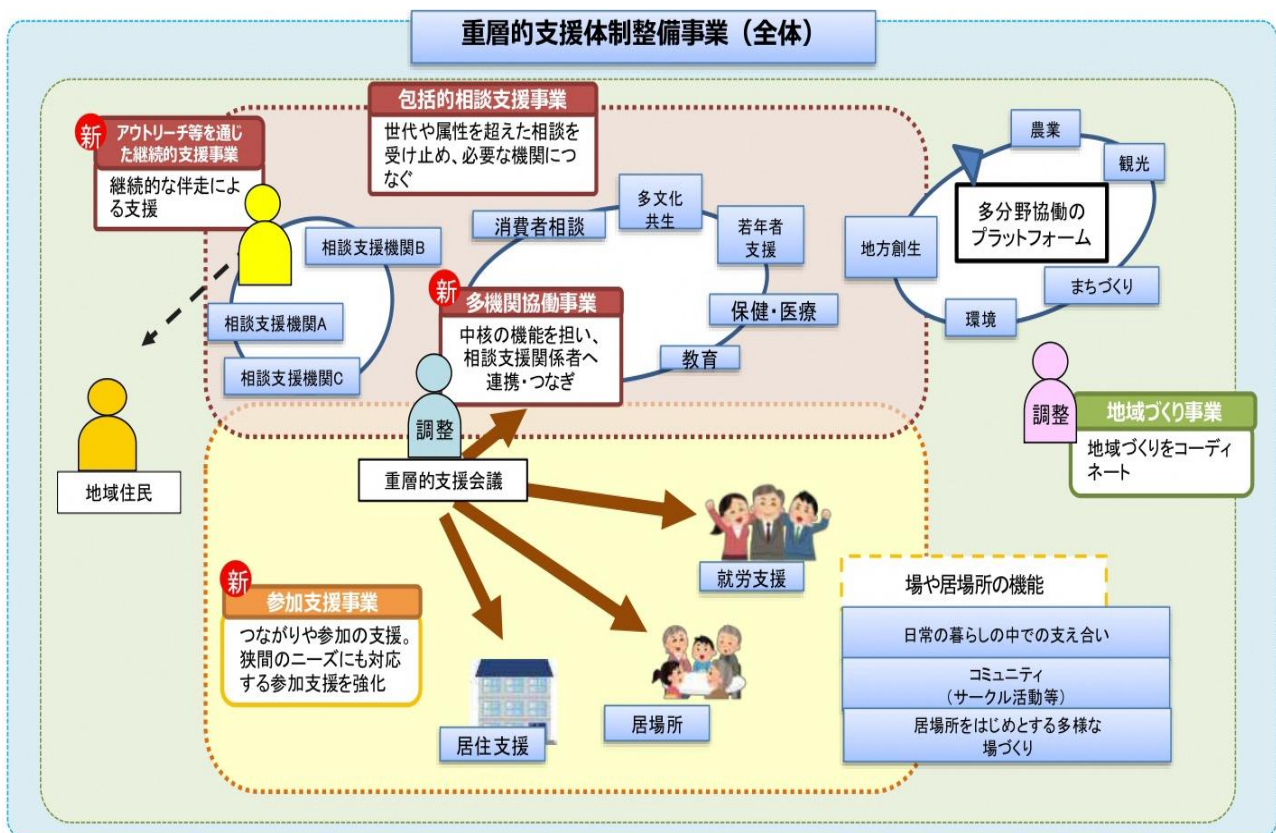 重層的支援体制整備事業（全体）
新
アウトリーチ等を通じ
た継続的支援事業
継続的な伴走によ
る支援
包括的相談支援事業
世代や属性を超えた相談を
受け止め、必要な機関につ
なぐ
相談支援機関B
相談支援機関A
相談支援機関C
消費者相談
多文化
共生
若年者
支援
保健・医療
教育
新
多機関協働事業
中核の機能を担い、
相談支援関係者へ
連携・つなぎ
調整
重層的支援会議
農業
観光
多分野協働の
プラットフォーム
地方創生
まちづくり
環境
調整
地域づくり事業
地域づくりをコーディ
ネート
地域住民
新
参加支援事業
つながりや参加の支援。
狭間のニーズにも対応
する参加支援を強化
就労支援
居場所
居住支援
場や居場所の機能
日常の暮らしの中での支え合い
コミュニティ
（サークル活動等）
居場所をはじめとする多様な
場づくり